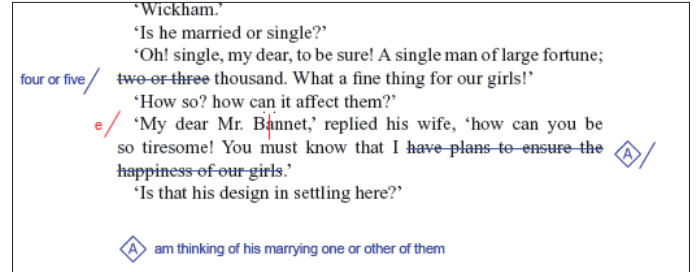 ‘Wickham.’
‘Is he married or single?’
‘Oh! single, my dear, to be sure! A single man of large fortune;
four or five / two or three thousand. What a fine thing for our girls!’
‘How so? how can it affect them?’
e / ‘My dear Mr. Bannet,’ replied his wife, ‘how can you be
so tiresome! You must know that I have plans to ensure the A /
happiness of our girls.’
‘Is that his design in settling here?’
A am thinking of his marrying one or other of them